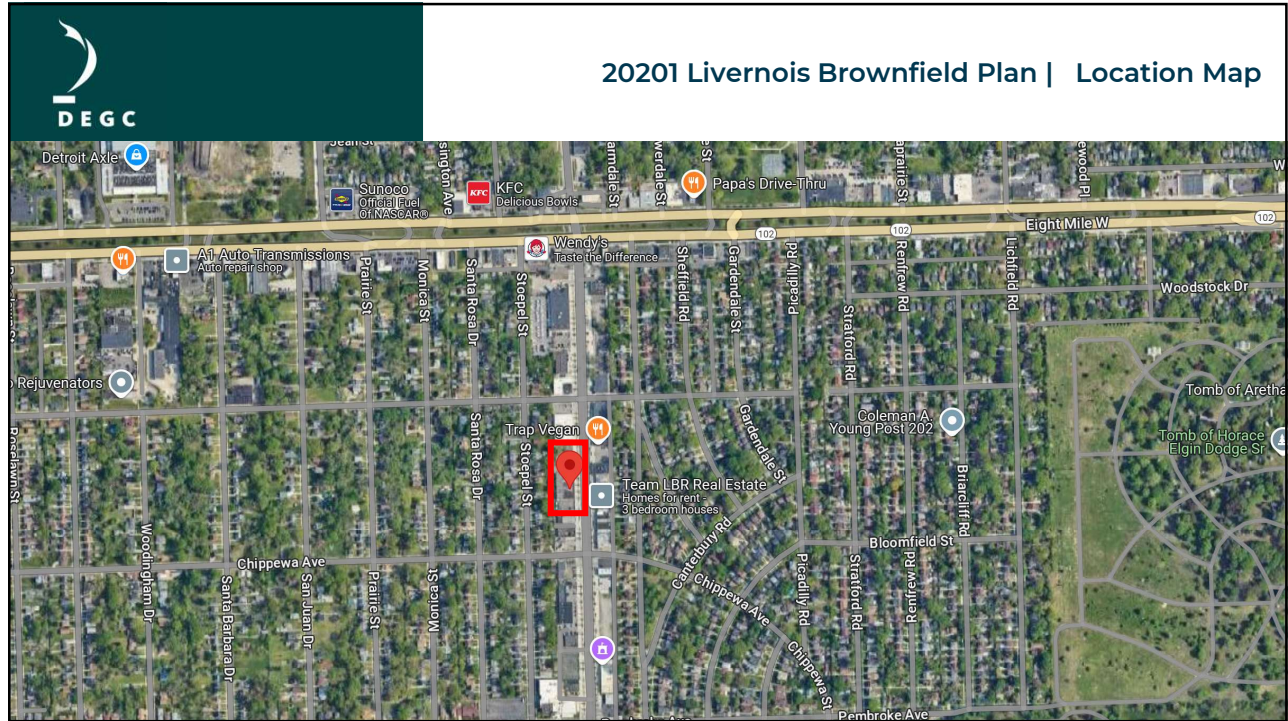 DEGC
20201 Livernois Brownfield Plan | Location Map
Detroit Axle
Jean St
Sunoco
Official Fuel
Of NASCAR®
KFC
KFC
Delicious Bowls
Papa's Drive-Thru
Eight Mile W
102
102
102
A1 Auto Transmissions
Auto repair shop
Wendy's
Taste the Difference
Prairie St
Monica St
Santa Rosa Dr
Stoepel St
Sheffield Rd
Gardendale St
Picadilly Rd
Stratford Rd
Renfrew Rd
Lichfield Rd
Woodstock Dr
Rejuvenators
Trap Vegan
Coleman A.
Young Post 202
Tomb of Aretha
Tomb of Horace
Elgin Dodge Sr
Roselawn St
Santa Rosa Dr
Stoepel St
Gardendale St
Briarcliff Rd
Team LBR Real Estate
Homes for rent -
3 bedroom houses
Canterbury Rd
Bloomfield St
Chippewa Ave
Woodingham Dr
Santa Barbara Dr
San Juan Dr
Prairie St
Monica St
Chippewa Ave
Picadilly Rd
Stratford Rd
Renfrew Rd
Chippewa St
Pembroke Ave